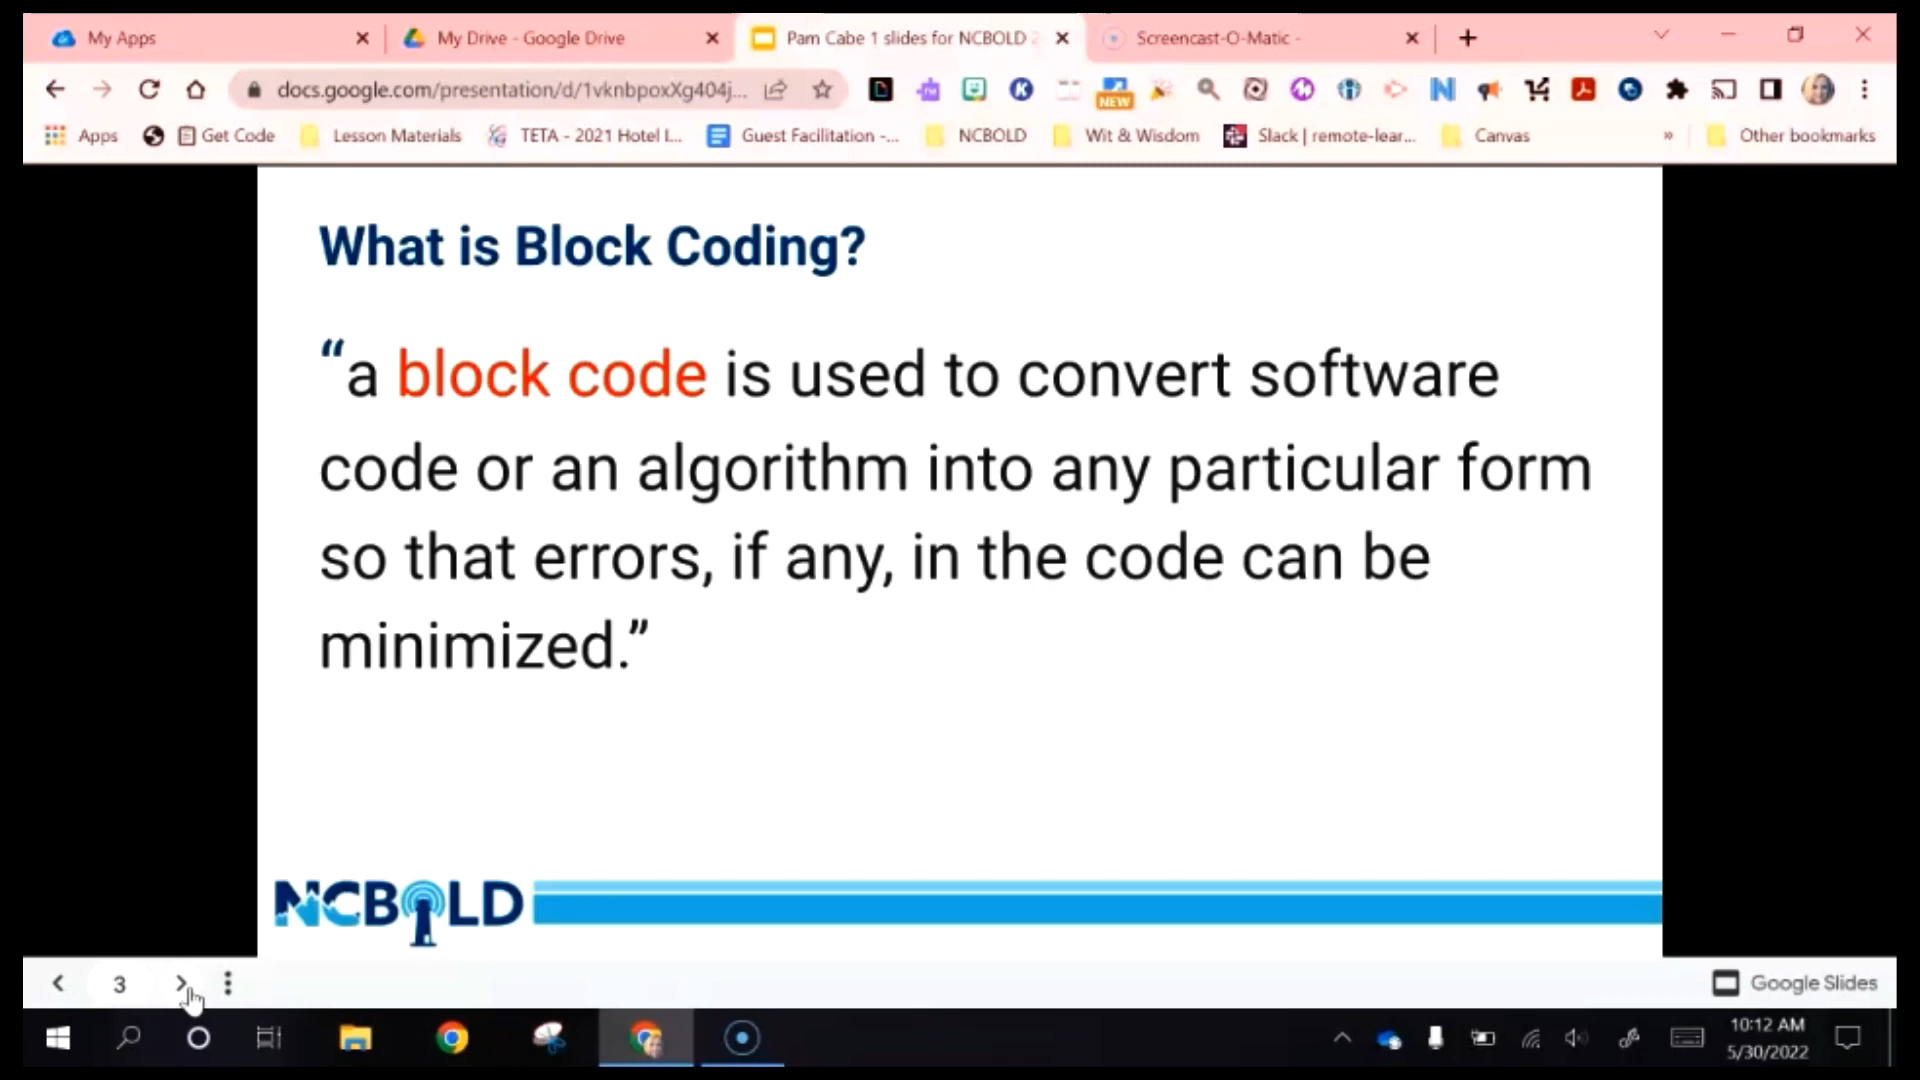 My Apps
My Drive - Google Drive
Pam Cabe 1 slides for NCBOLD
Screencast-O-Matic -
docs.google.com/presentation/d/1vknbpoxXg404j...
NEW
Apps
Get Code
Lesson Materials
TETA - 2021 Hotel I...
Guest Facilitation -...
NCBOLD
Wit & Wisdom
Slack | remote-lear...
Canvas
»
Other bookmarks
What is Block Coding?
“a block code is used to convert software
code or an algorithm into any particular form
so that errors, if any, in the code can be
minimized.”
NCBOLD
3
Google Slides
10:12 AM
5/30/2022